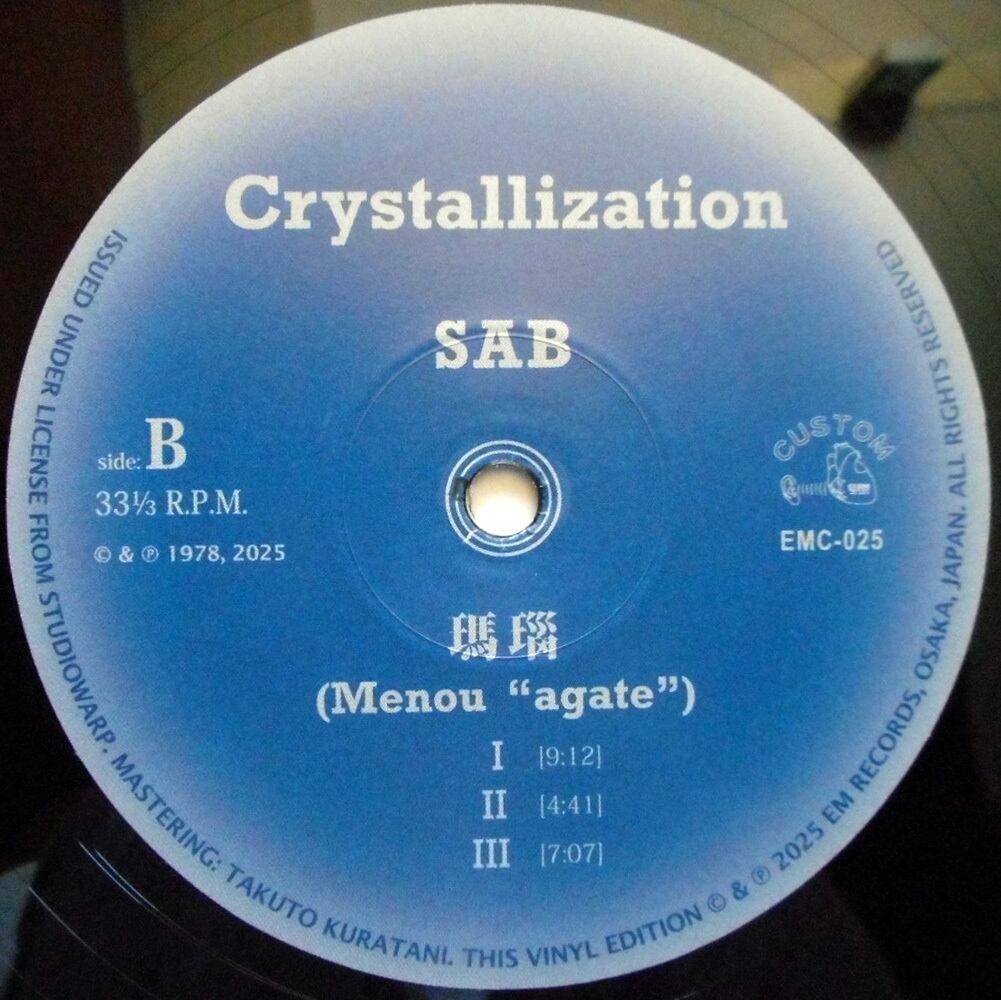 Crystallization
SAB
side: B
33⅓ R.P.M.
© & ℗ 1978, 2025
CUSTOM
EMC-025
瑪瑙
(Menou “agate”)
I [9:12]
II [4:41]
III [7:07]
ISSUED UNDER LICENSE FROM STUDIOWARP. MASTERING: TAKUTO KURATANI. THIS VINYL EDITION © & ℗ 2025 EM RECORDS, OSAKA, JAPAN. ALL RIGHTS RESERVED